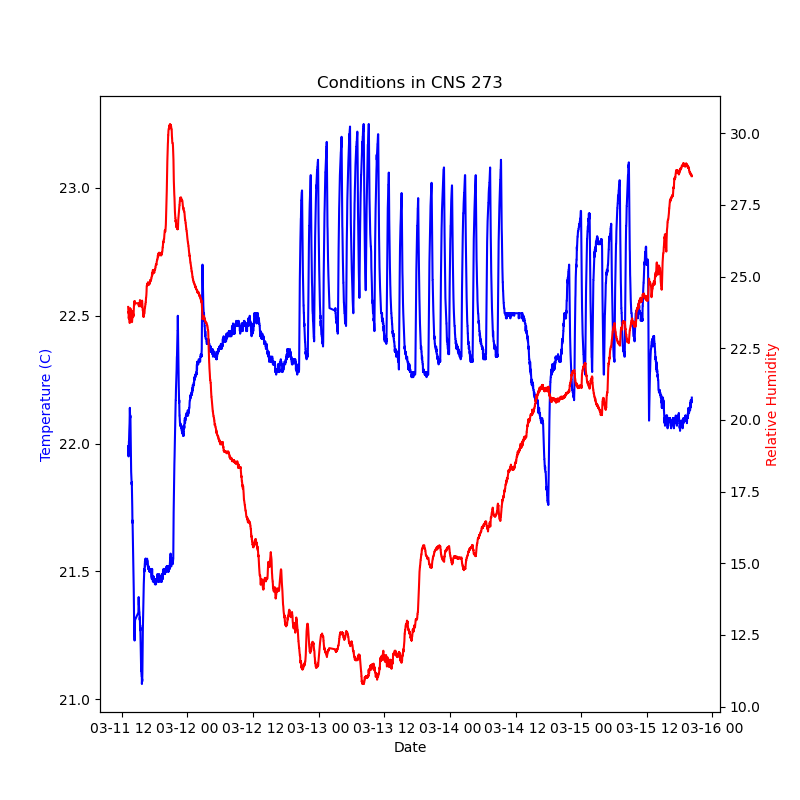 Conditions in CNS 273
23.0
22.5
22.0
21.5
21.0
Temperature (C)
30.0
27.5
25.0
22.5
20.0
17.5
15.0
12.5
10.0
Relative Humidity
03-11 12 03-12 00 03-12 12 03-13 00 03-13 12 03-14 00 03-14 12 03-15 00 03-15 12 03-16 00
Date